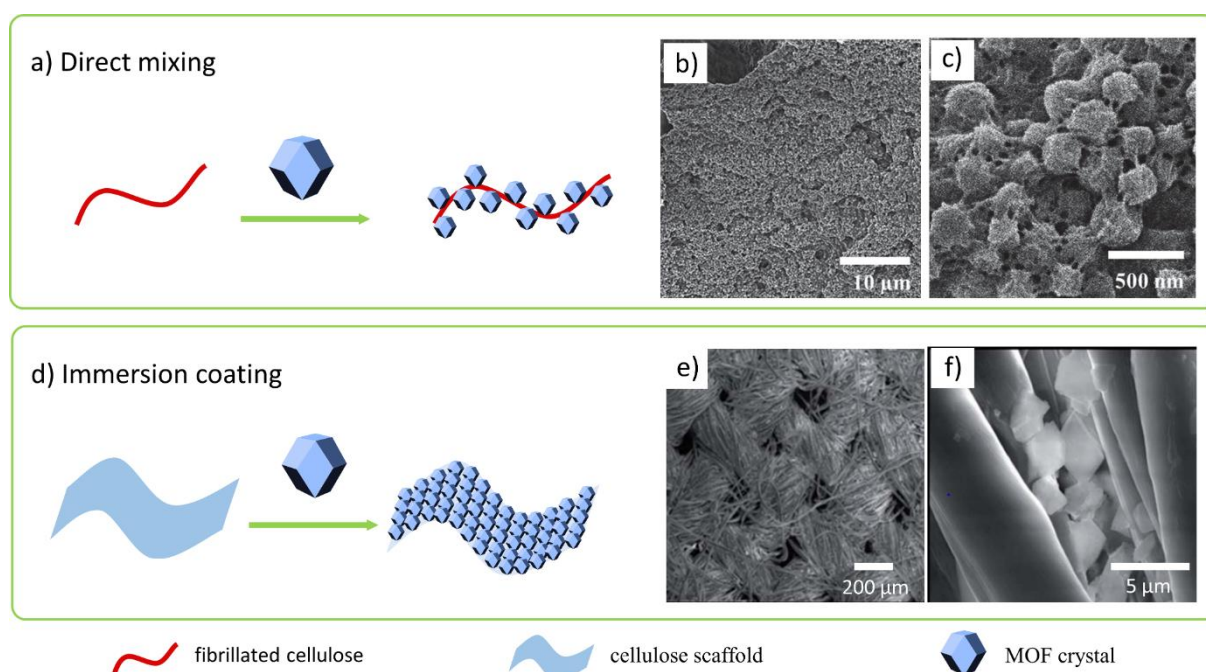 a) Direct mixing
b)
c)
10 μm
500 nm
d) Immersion coating
e)
f)
200 μm
5 μm
fibrillated cellulose
cellulose scaffold
MOF crystal